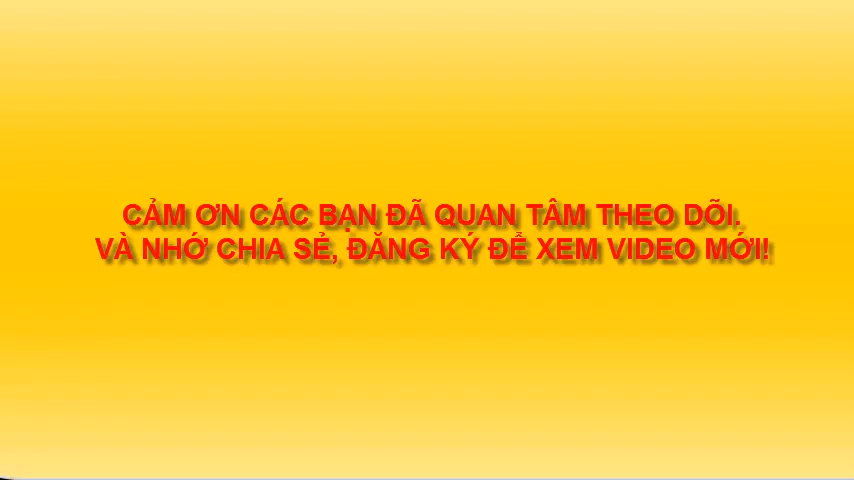 CẢM ƠN CÁC BẠN ĐÃ QUAN TÂM THEO DÕI.
VÀ NHỚ CHIA SẺ, ĐĂNG KÝ ĐỂ XEM VIDEO MỚI!